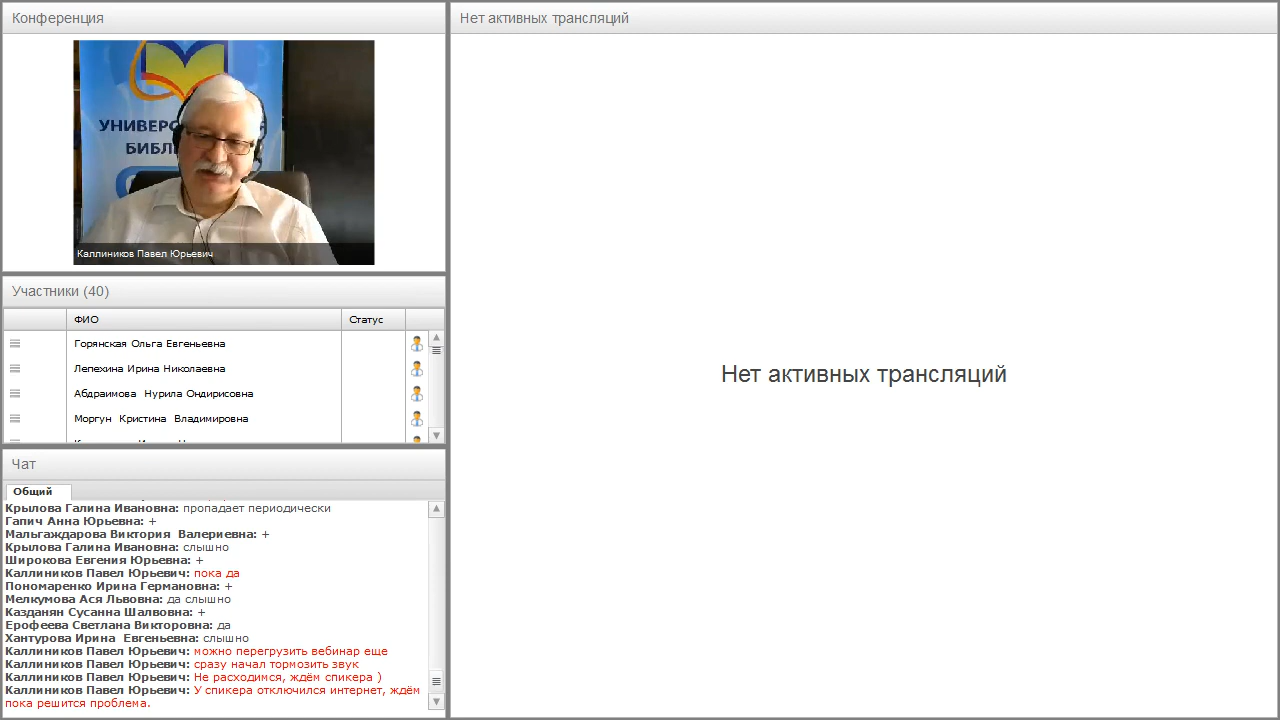 Конференция
УНИВЕРС
БИБЛ
Каллиников Павел Юрьевич
Участники (40)
ФИО Статус
Горянская Ольга Евгеньевна
Лепехина Ирина Николаевна
Абдраимова Нурила Ондирисовна
Моргун Кристина Владимировна
Чат
Общий
Крылова Галина Ивановна: пропадает периодически
Гапич Анна Юрьевна: +
Мальгаждарова Виктория Валериевна: +
Крылова Галина Ивановна: слышно
Широкова Евгения Юрьевна: +
Каллиников Павел Юрьевич: пока да
Пономаренко Ирина Германовна: +
Мелкумова Ася Львовна: да слышно
Казданян Сусанна Шалвовна: +
Ерофеева Светлана Викторовна: да
Хантурова Ирина Евгеньевна: слышно
Каллиников Павел Юрьевич: можно перегрузить вебинар еще
Каллиников Павел Юрьевич: сразу начал тормозить звук
Каллиников Павел Юрьевич: Не расходимся, ждём спикера )
Каллиников Павел Юрьевич: У спикера отключился интернет, ждём
пока решится проблема.
Нет активных трансляций
Нет активных трансляций